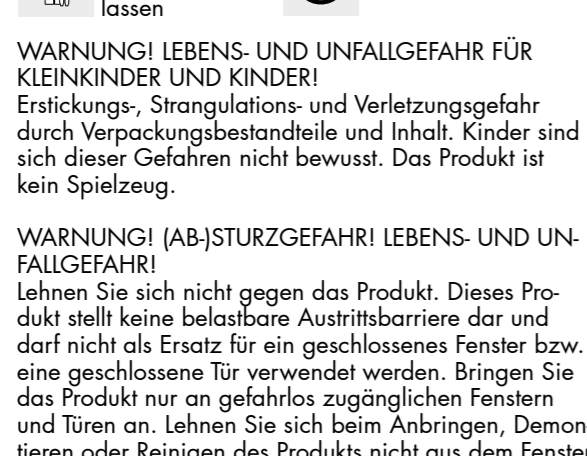 lassen
WARNUNG! LEBENS- UND UNFALLGEFAHR FÜR
KLEINKINDER UND KINDER!
Erstickungs-, Strangulations- und Verletzungsgefahr
durch Verpackungsbestandteile und Inhalt. Kinder sind
sich dieser Gefahren nicht bewusst. Das Produkt ist
kein Spielzeug.
WARNUNG! (AB-)STURZGEFAHR! LEBENS- UND UN-
FALLGEFAHR!
Lehnen Sie sich nicht gegen das Produkt. Dieses Pro-
dukt stellt keine belastbare Austrittsbarriere dar und
darf nicht als Ersatz für ein geschlossenes Fenster bzw.
eine geschlossene Tür verwendet werden. Bringen Sie
das Produkt nur an gefahrlos zugänglichen Fenstern
und Türen an. Lehnen Sie sich beim Anbringen, Demon-
tieren oder Reinigen des Produkts nicht aus dem Fenster